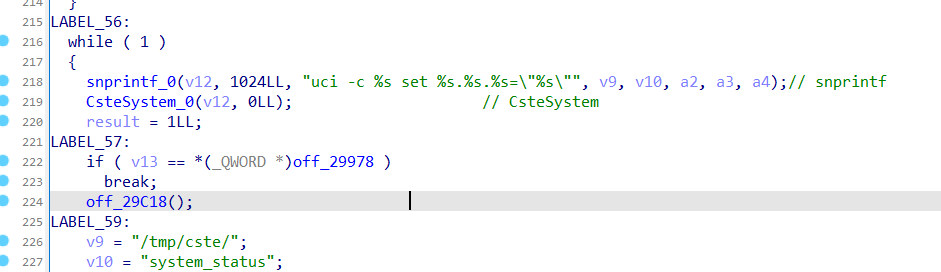 214 }
215 LABEL_56:
216 while ( 1 )
217 {
218 snprintf_0(v12, 1024LL, "uci -c %s set %s.%s.%s=\"%s\"", v9, v10, a2, a3, a4);// snprintf
219 CsteSystem_0(v12, 0LL); // CsteSystem
220 result = 1LL;
221 LABEL_57:
222 if ( v13 == *(_QWORD *)off_29978 )
223 break;
224 off_29C18();
225 LABEL_59:
226 v9 = "/tmp/cste/";
227 v10 = "system_status";